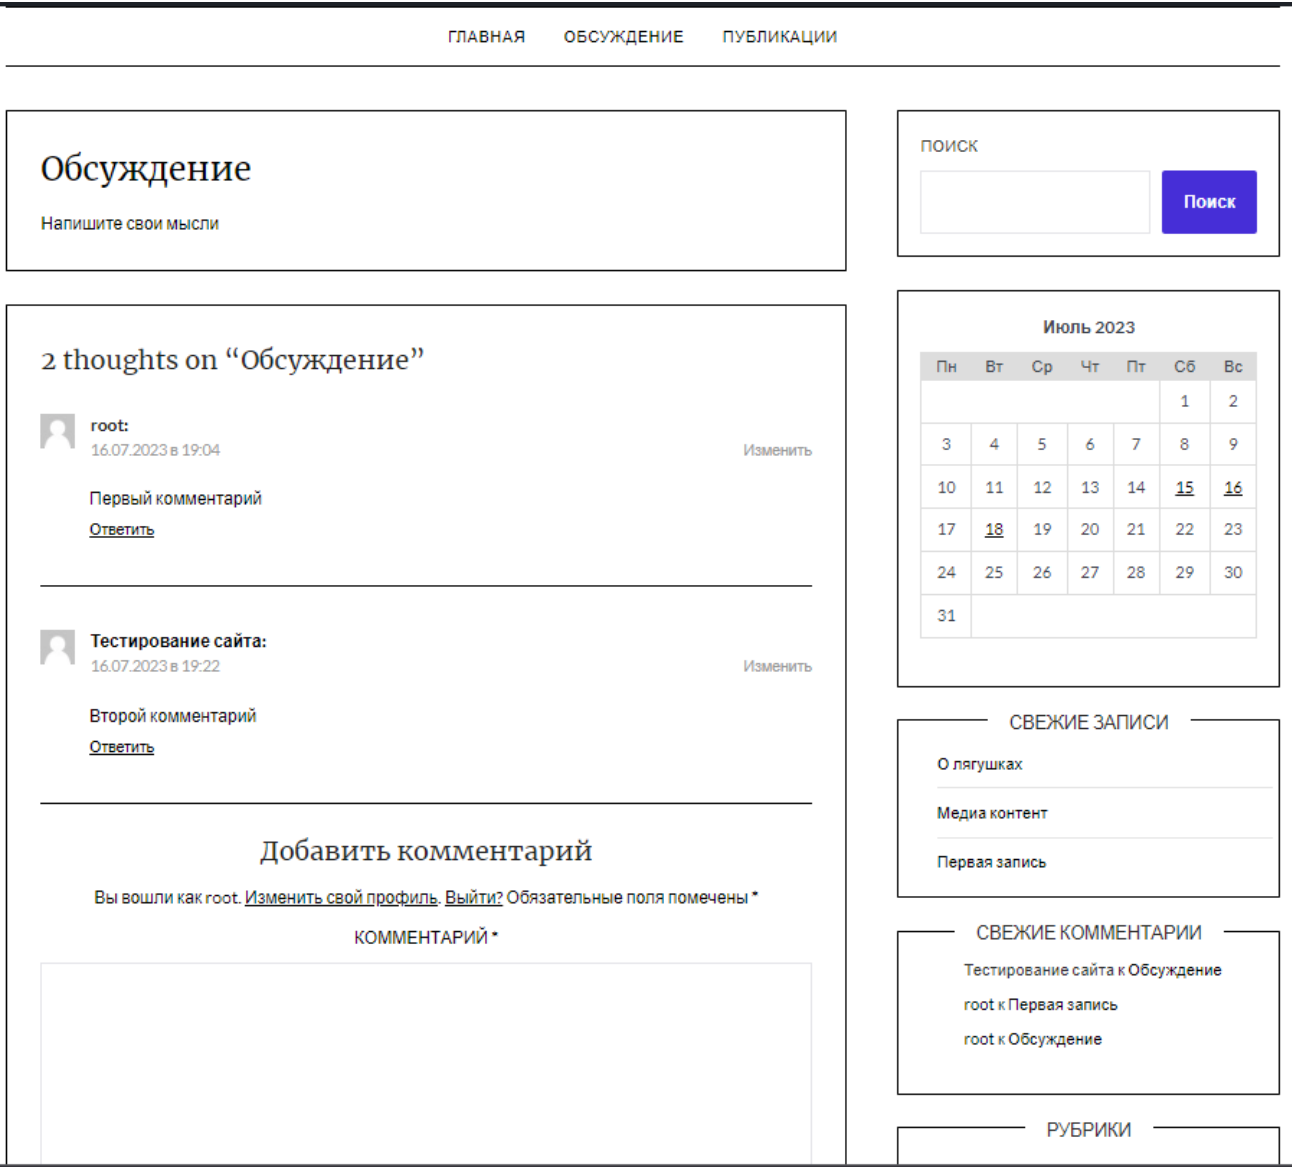 ГЛАВНАЯ ОБСУЖДЕНИЕ ПУБЛИКАЦИИ
Обсуждение
Напишите свои мысли
2 thoughts on “Обсуждение”
root:
16.07.2023 в 19:04
Изменить
Первый комментарий
Ответить
Тестирование сайта:
16.07.2023 в 19:22
Изменить
Второй комментарий
Ответить
Добавить комментарий
Вы вошли как root. Изменить свой профиль. Выйти? Обязательные поля помечены *
КОММЕНТАРИЙ *
ПОИСК
Поиск
Июль 2023
Пн Вт Ср Чт Пт Сб Вс
1 2
3 4 5 6 7 8 9
10 11 12 13 14 15 16
17 18 19 20 21 22 23
24 25 26 27 28 29 30
31
СВЕЖИЕ ЗАПИСИ
О лягушках
Медиа контент
Первая запись
СВЕЖИЕ КОММЕНТАРИИ
Тестирование сайта к Обсуждение
root к Первая запись
root к Обсуждение
РУБРИКИ